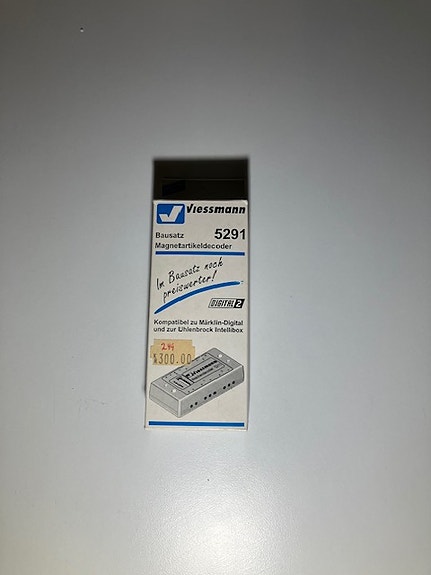 Viessmann
Bausatz 5291
Magnetartikeldecoder
Im Bausatz noch
preiswerter!
DIGITAL 2
Kompatibel zu Märklin-Digital
und zur Uhlenbrock Intellibox
$300.00
Viessmann